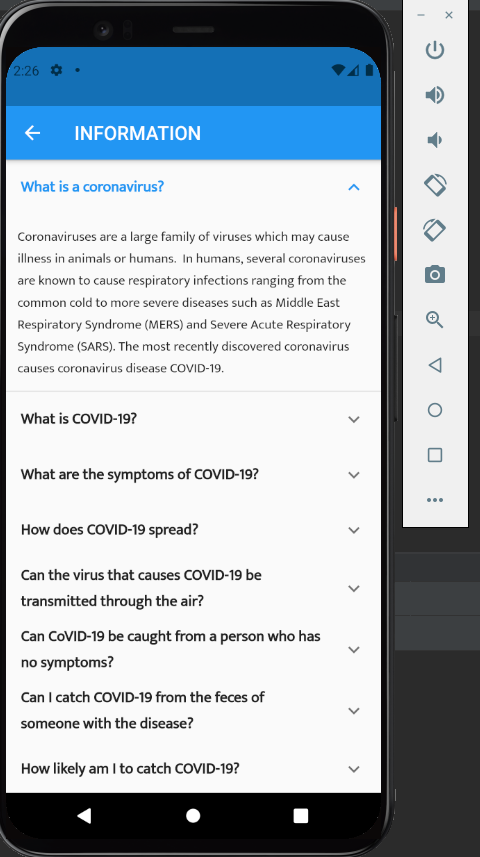 2:26
INFORMATION
What is a coronavirus?
Coronaviruses are a large family of viruses which may cause
illness in animals or humans.  In humans, several coronaviruses
are known to cause respiratory infections ranging from the
common cold to more severe diseases such as Middle East
Respiratory Syndrome (MERS) and Severe Acute Respiratory
Syndrome (SARS). The most recently discovered coronavirus
causes coronavirus disease COVID-19.
What is COVID-19?
What are the symptoms of COVID-19?
How does COVID-19 spread?
Can the virus that causes COVID-19 be
transmitted through the air?
Can CoVID-19 be caught from a person who has
no symptoms?
Can I catch COVID-19 from the feces of
someone with the disease?
How likely am I to catch COVID-19?